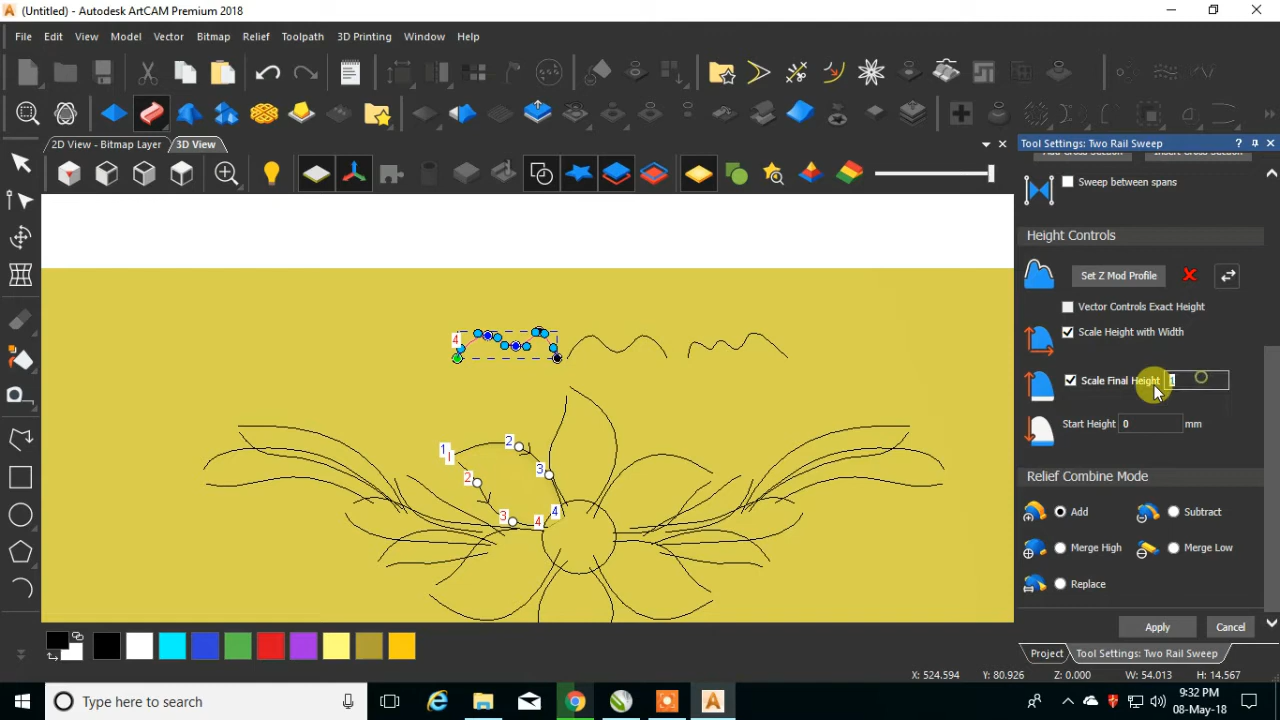 (Untitled) - Autodesk ArtCAM Premium 2018
File Edit View Model Vector Bitmap Relief Toolpath 3D Printing Window Help
2D View - Bitmap Layer 3D View
Tool Settings: Two Rail Sweep
Sweep between spans
Height Controls
Set Z Mod Profile
Vector Controls Exact Height
Scale Height with Width
Scale Final Height 1
Start Height 0 mm
Relief Combine Mode
Add Subtract
Merge High Merge Low
Replace
Apply Cancel
Project Tool Settings: Two Rail Sweep
4
1 2
2 3
3 4 4
X: 524.594 Y: 80.926 Z: 0.000 W: 54.013 H: 14.567
Type here to search
9:32 PM
08-May-18